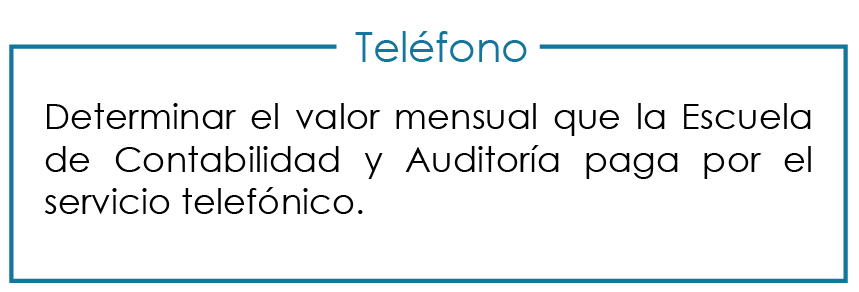 Teléfono
Determinar el valor mensual que la Escuela
de Contabilidad y Auditoría paga por el
servicio telefónico.